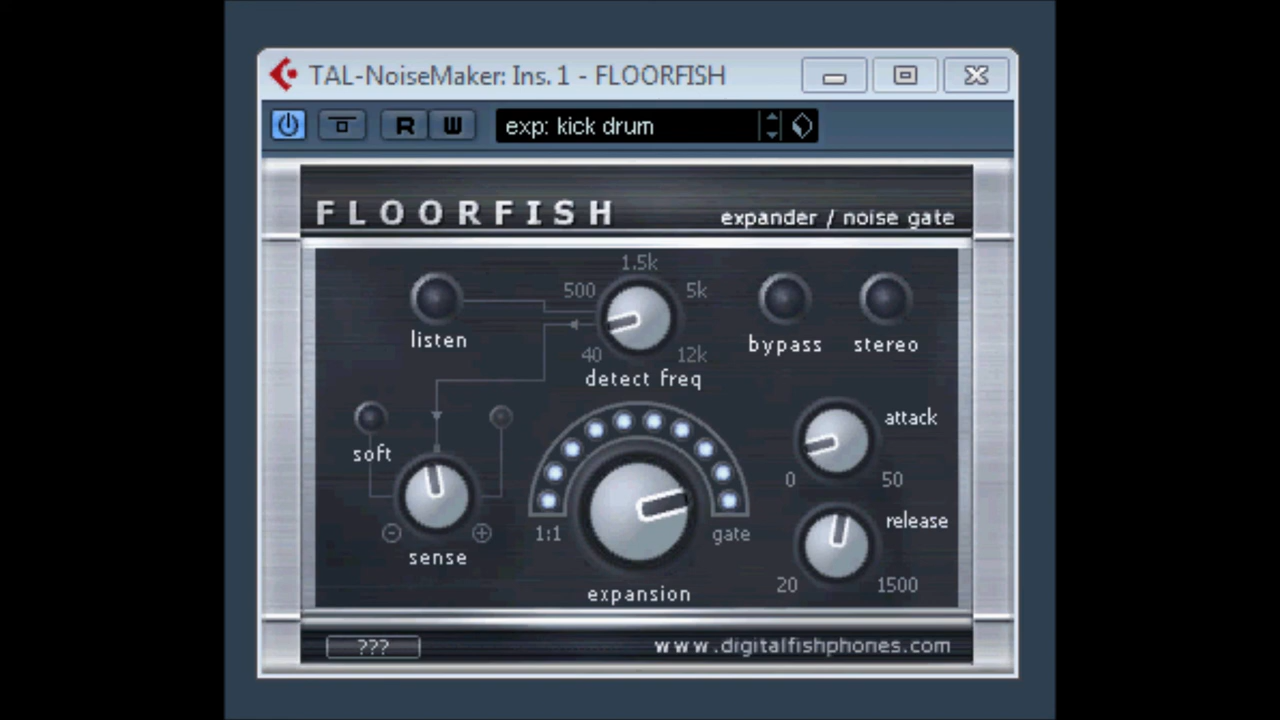 TAL-NoiseMaker: Ins. 1 - FLOORFISH
R W exp: kick drum
FLOORFISH expander / noise gate
1.5k
500 5k
listen bypass stereo
40 12k
detect freq
attack
soft
0 50
release
1:1 gate
sense
20 1500
expansion
??? www.digitalfishphones.com